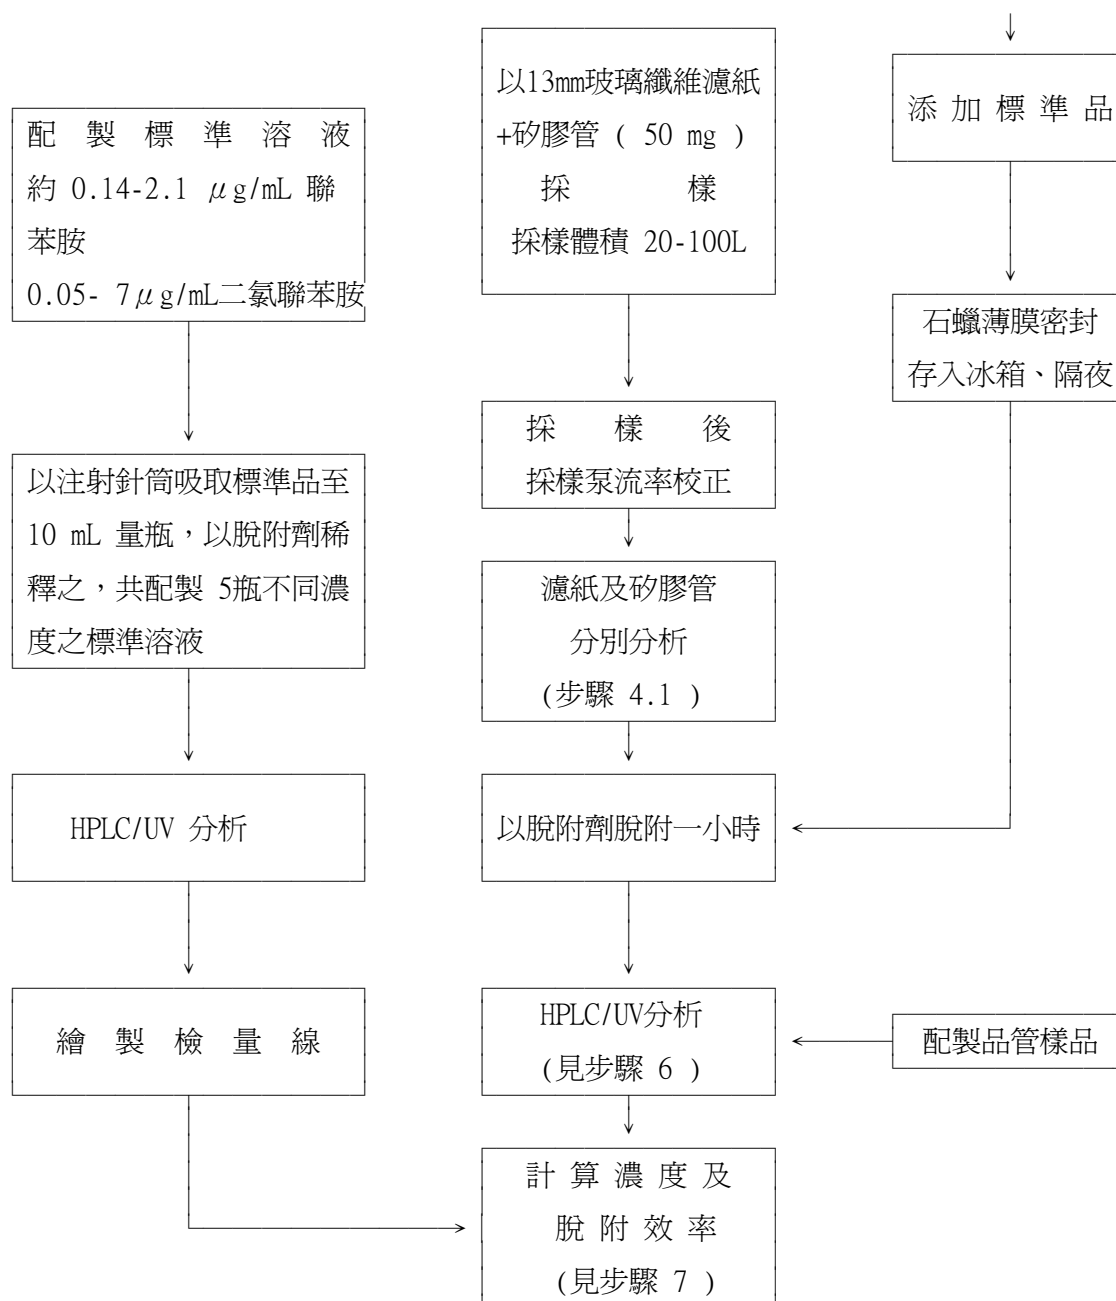 配製標準溶液
約 0.14-2.1 μg/mL 聯
苯胺
0.05- 7μg/mL二氯聯苯胺
以注射針筒吸取標準品至
10 mL 量瓶，以脫附劑稀
釋之，共配製 5瓶不同濃
度之標準溶液
HPLC/UV 分析
繪製檢量線
以13mm玻璃纖維濾紙
+矽膠管 ( 50 mg )
採樣
採樣體積 20-100L
採樣後
採樣泵流率校正
濾紙及矽膠管
分別分析
(步驟 4.1 )
以脫附劑脫附一小時
HPLC/UV分析
(見步驟 6 )
計算濃度及
脫附效率
(見步驟 7 )
添加標準品
石蠟薄膜密封
存入冰箱、隔夜
配製品管樣品